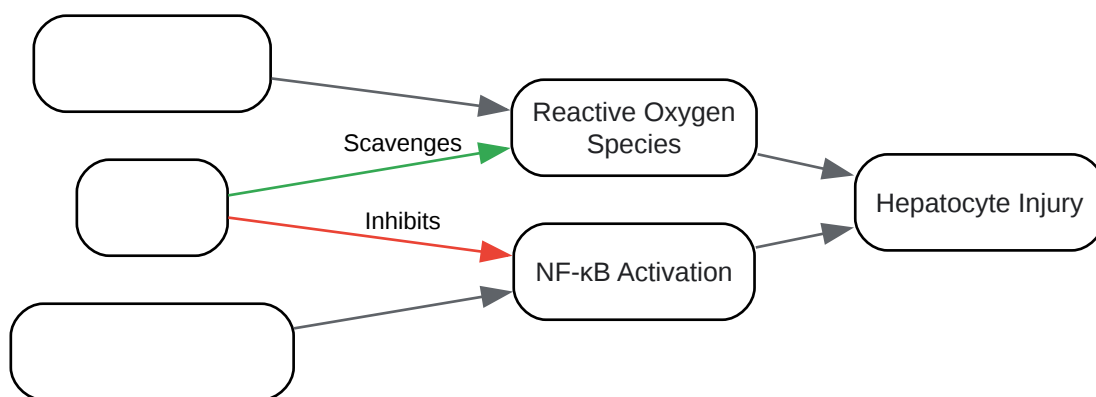 Reactive Oxygen
Species
Scavenges
Hepatocyte Injury
Inhibits
NF-κB Activation